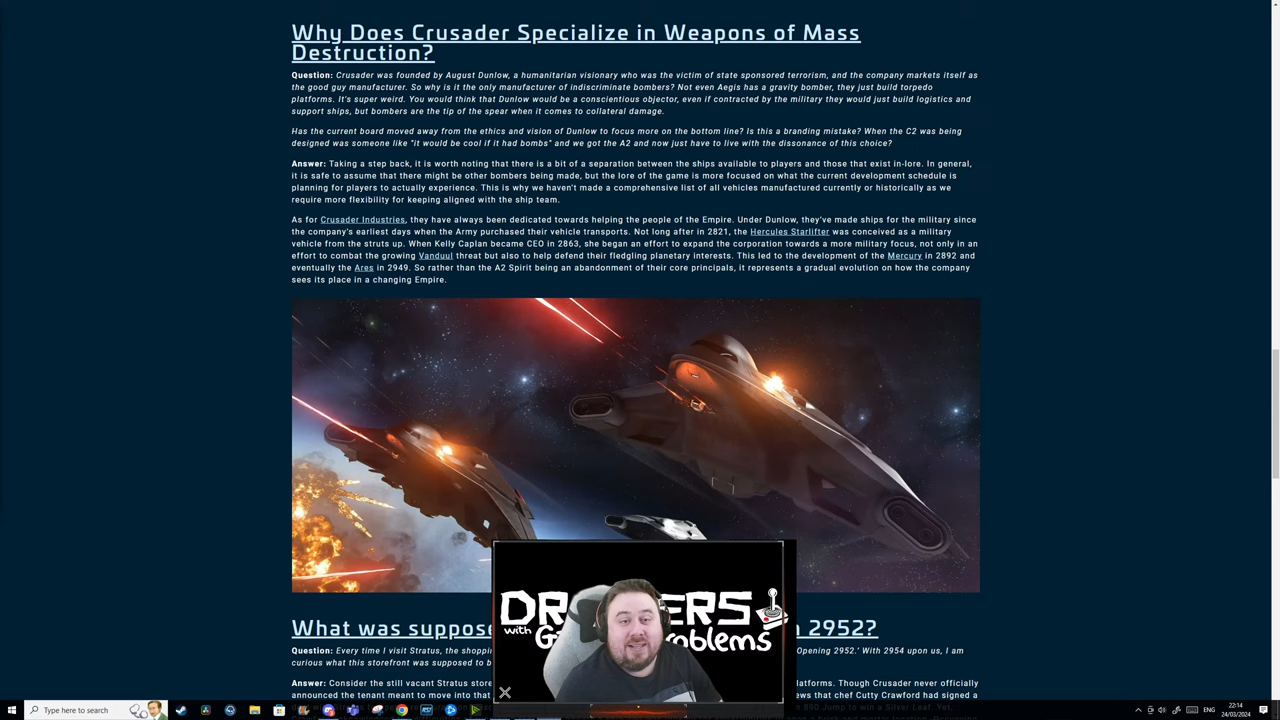 Why Does Crusader Specialize in Weapons of Mass
Destruction?
Question: Crusader was founded by August Dunlow, a humanitarian visionary who was the victim of state sponsored terrorism, and the company markets itself as
the good guy manufacturer. So why is it the only manufacturer of indiscriminate bombers? Not even Aegis has a gravity bomber, they just build torpedo
platforms. It's super weird. You would think that Dunlow would be a conscientious objector, even if contracted by the military they would just build logistics and
support ships, but bombers are the tip of the spear when it comes to collateral damage.
Has the current board moved away from the ethics and vision of Dunlow to focus more on the bottom line? Is this a branding mistake? When the C2 was being
designed was someone like "it would be cool if it had bombs" and we got the A2 and now just have to live with the dissonance of this choice?
Answer: Taking a step back, it is worth noting that there is a bit of a separation between the ships available to players and those that exist in-lore. In general,
it is safe to assume that there might be other bombers being made, but the lore of the game is more focused on what the current development schedule is
planning for players to actually experience. This is why we haven't made a comprehensive list of all vehicles manufactured currently or historically as we
require more flexibility for keeping aligned with the ship team.
As for Crusader Industries, they have always been dedicated towards helping the people of the Empire. Under Dunlow, they've made ships for the military since
the company's earliest days when the Army purchased their vehicle transports. Not long after in 2821, the Hercules Starlifter was conceived as a military
vehicle from the struts up. When Kelly Caplan became CEO in 2863, she began an effort to expand the corporation towards a more military focus, not only in an
effort to combat the growing Vanduul threat but also to help defend their fledgling planetary interests. This led to the development of the Mercury in 2892 and
eventually the Ares in 2949. So rather than the A2 Spirit being an abandonment of their core principals, it represents a gradual evolution on how the company
sees its place in a changing Empire.
with
What was 2952?
Question: Every time I visit Stratus, the Opening 2952.' With 2954 upon us, I am
curious what this storefront was supposed to
Answer: Consider the still vacant Stratus platforms. Though Crusader never officially
announced the tenant meant to move into that news that chef Cutty Crawford had signed a
Type here to search
ENG
22:14
24/03/2024